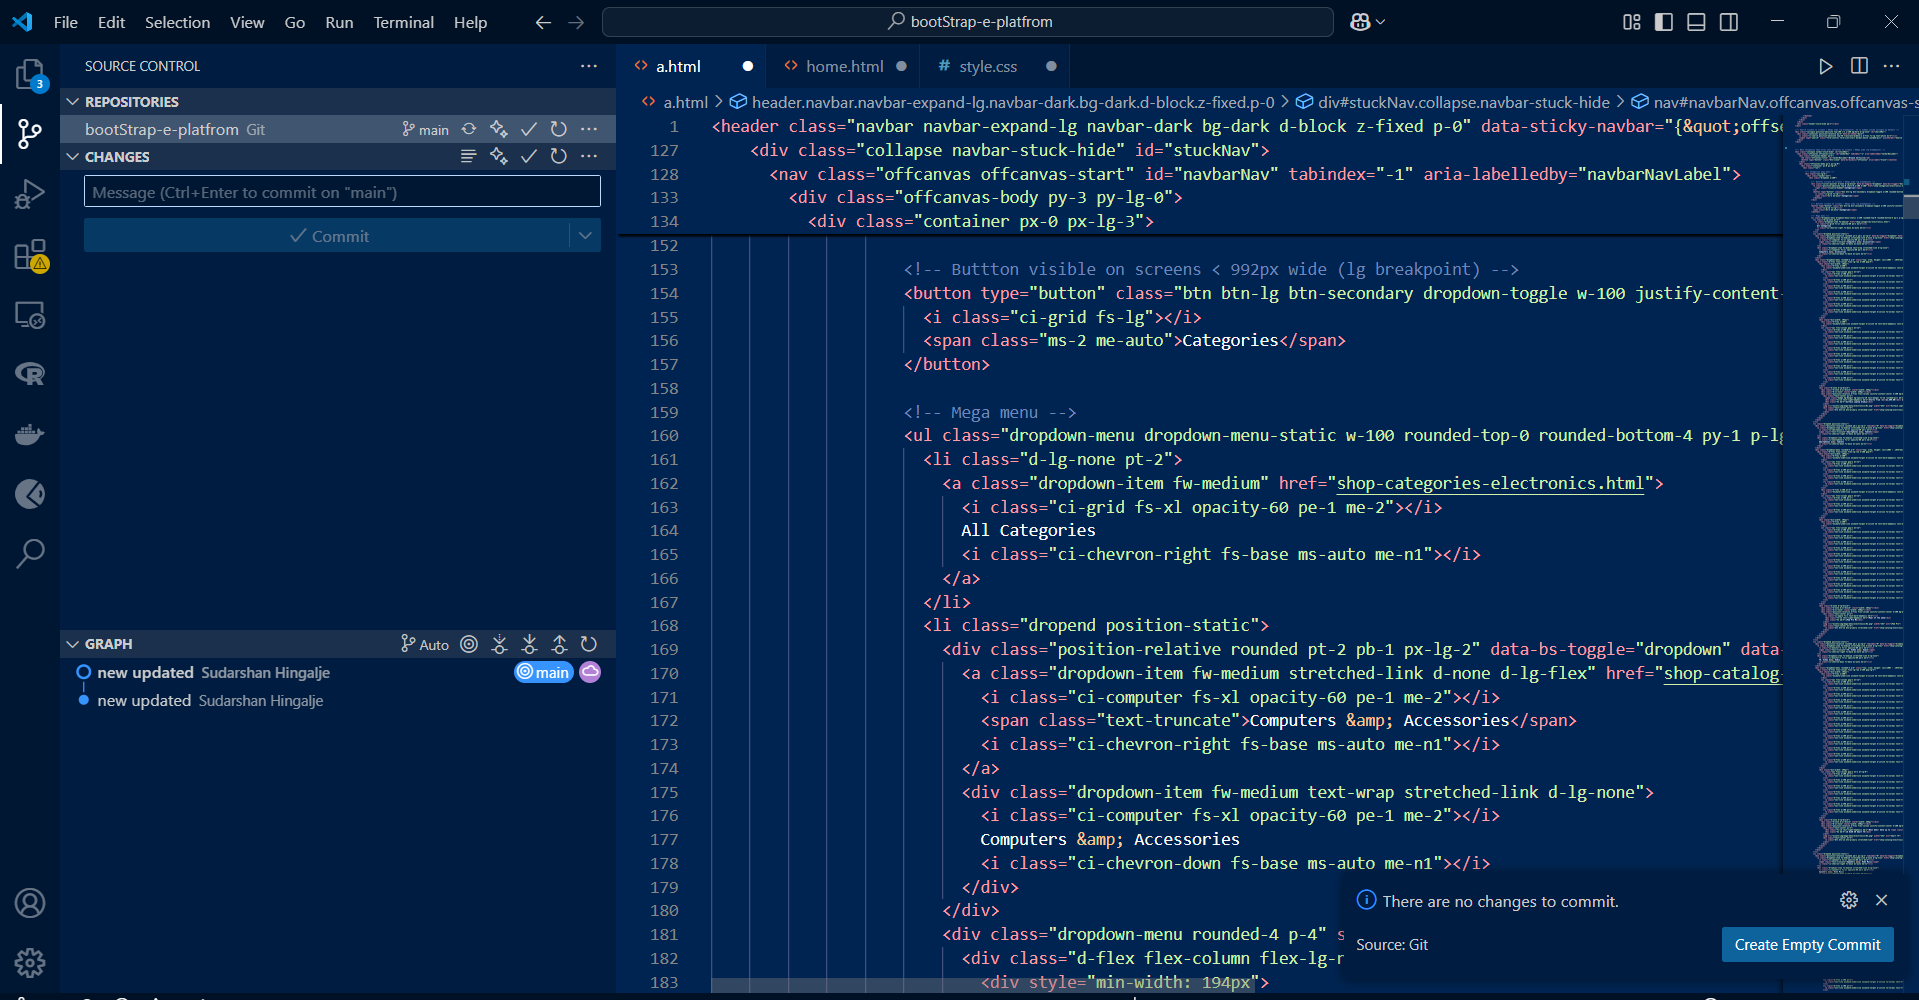 File Edit Selection View Go Run Terminal Help
bootStrap-e-platfrom
SOURCE CONTROL
REPOSITORIES
bootStrap-e-platfrom Git main
CHANGES
Message (Ctrl+Enter to commit on "main")
Commit
GRAPH
Auto
new updated Sudarshan Hingalje main
new updated Sudarshan Hingalje
3
a.html home.html # style.css
a.html > header.navbar.navbar-expand-lg.navbar-dark.bg-dark.d-block.z-fixed.p-0 > div#stuckNav.collapse.navbar-stuck-hide > nav#navbarNav.offcanvas.offcanvas-s
1 <header class="navbar navbar-expand-lg navbar-dark bg-dark d-block z-fixed p-0" data-sticky-navbar="{&quot;offse
127 <div class="collapse navbar-stuck-hide" id="stuckNav">
128 <nav class="offcanvas offcanvas-start" id="navbarNav" tabindex="-1" aria-labelledby="navbarNavLabel">
133 <div class="offcanvas-body py-3 py-lg-0">
134 <div class="container px-0 px-lg-3">
152
153 <!-- Buttton visible on screens < 992px wide (lg breakpoint) -->
154 <button type="button" class="btn btn-lg btn-secondary dropdown-toggle w-100 justify-content-
155 <i class="ci-grid fs-lg"></i>
156 <span class="ms-2 me-auto">Categories</span>
157 </button>
158
159 <!-- Mega menu -->
160 <ul class="dropdown-menu dropdown-menu-static w-100 rounded-top-0 rounded-bottom-4 py-1 p-lg
161 <li class="d-lg-none pt-2">
162 <a class="dropdown-item fw-medium" href="shop-categories-electronics.html">
163 <i class="ci-grid fs-xl opacity-60 pe-1 me-2"></i>
164 All Categories
165 <i class="ci-chevron-right fs-base ms-auto me-n1"></i>
166 </a>
167 </li>
168 <li class="dropend position-static">
169 <div class="position-relative rounded pt-2 pb-1 px-lg-2" data-bs-toggle="dropdown" data-
170 <a class="dropdown-item fw-medium stretched-link d-none d-lg-flex" href="shop-catalog-
171 <i class="ci-computer fs-xl opacity-60 pe-1 me-2"></i>
172 <span class="text-truncate">Computers &amp; Accessories</span>
173 <i class="ci-chevron-right fs-base ms-auto me-n1"></i>
174 </a>
175 <div class="dropdown-item fw-medium text-wrap stretched-link d-lg-none">
176 <i class="ci-computer fs-xl opacity-60 pe-1 me-2"></i>
177 Computers &amp; Accessories
178 <i class="ci-chevron-down fs-base ms-auto me-n1"></i>
179 </div>
180 </div>
181 <div class="dropdown-menu rounded-4 p-4" s
182 <div class="d-flex flex-column flex-lg-r
183 <div style="min-width: 194px">
There are no changes to commit.
Source: Git
Create Empty Commit